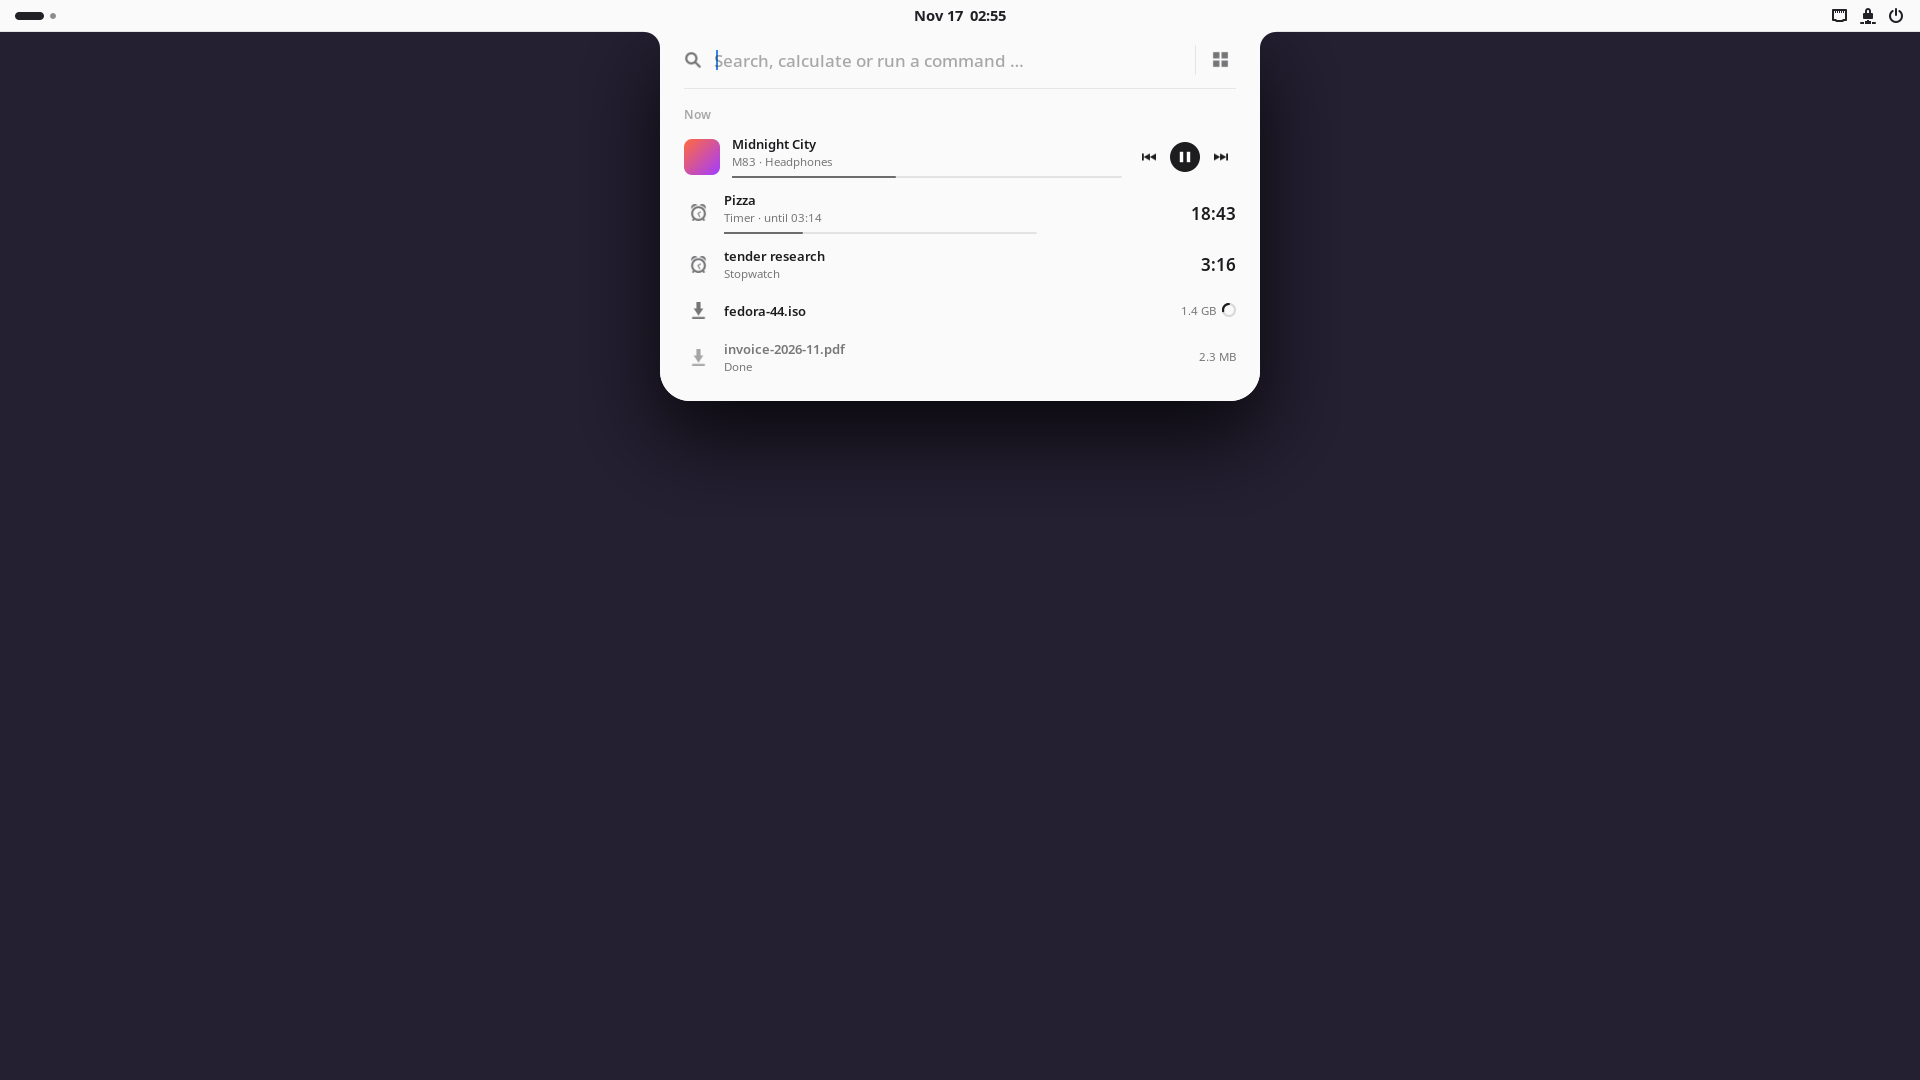 Nov 17 02:55
Search, calculate or run a command ...
Now
Midnight City
M83 · Headphones
Pizza
Timer · until 03:14
18:43
tender research
Stopwatch
3:16
fedora-44.iso
1.4 GB
invoice-2026-11.pdf
Done
2.3 MB